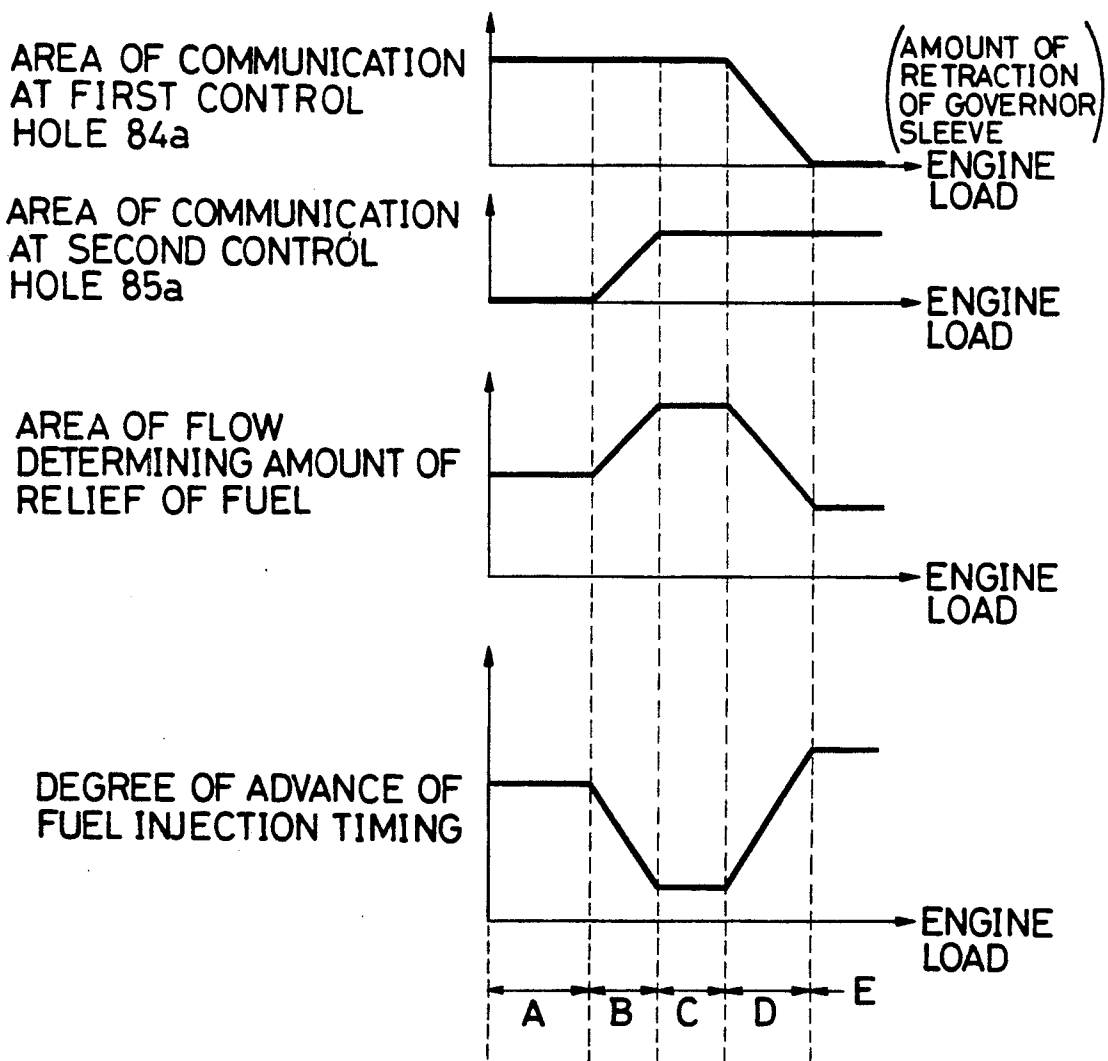 AREA OF COMMUNICATION
AT FIRST CONTROL
HOLE 84a
(AMOUNT OF
RETRACTION
OF GOVERNOR
SLEEVE)
ENGINE
LOAD
AREA OF COMMUNICATION
AT SECOND CONTROL
HOLE 85a
ENGINE
LOAD
AREA OF FLOW
DETERMINING AMOUNT OF
RELIEF OF FUEL
ENGINE
LOAD
DEGREE OF ADVANCE OF
FUEL INJECTION TIMING
ENGINE
LOAD
A B C D E